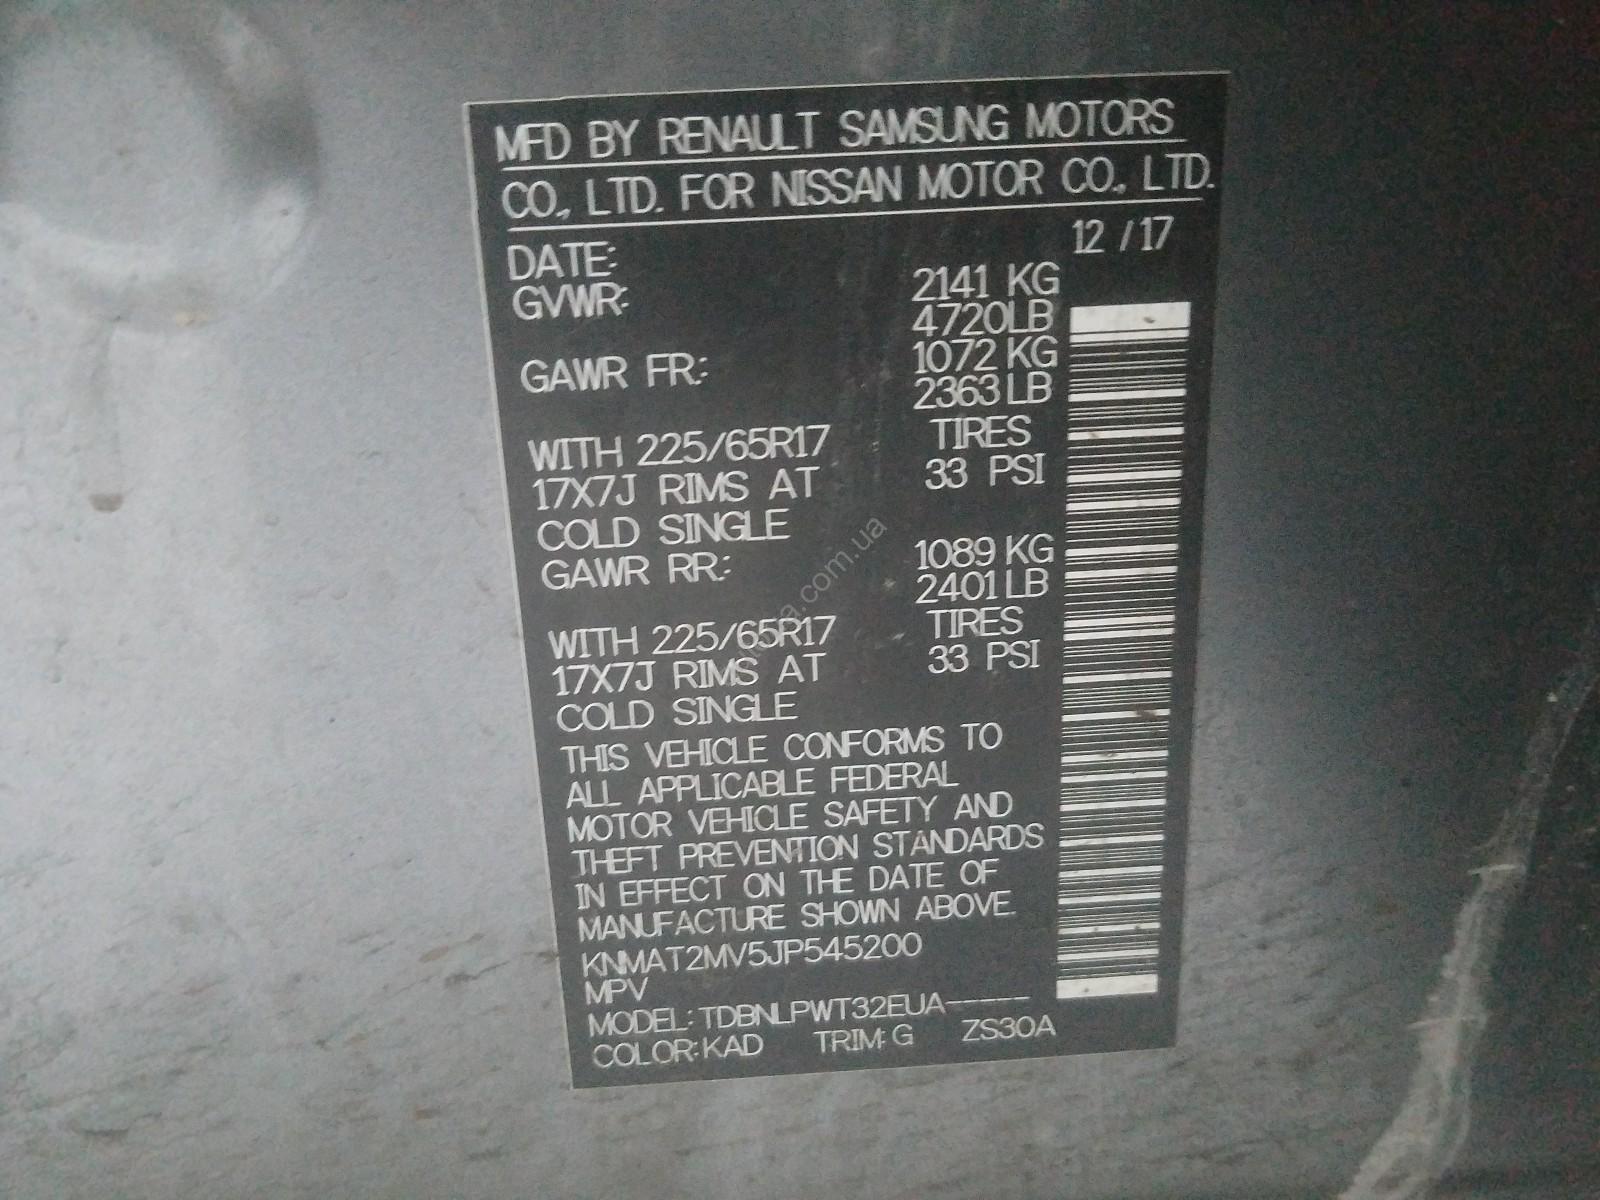 MFD BY RENAULT SAMSUNG MOTORS
CO., LTD. FOR NISSAN MOTOR CO., LTD.
DATE: 12 / 17
GVWR: 2141 KG
4720LB
GAWR FR: 1072 KG
2363 LB
WITH 225/65R17 TIRES
17X7J RIMS AT 33 PSI
COLD SINGLE
GAWR RR: 1089 KG
2401 LB
WITH 225/65R17 TIRES
17X7J RIMS AT 33 PSI
COLD SINGLE
THIS VEHICLE CONFORMS TO
ALL APPLICABLE FEDERAL
MOTOR VEHICLE SAFETY AND
THEFT PREVENTION STANDARDS
IN EFFECT ON THE DATE OF
MANUFACTURE SHOWN ABOVE.
KNMAT2MV5JP545200
MPV
MODEL: TDBNLPWT32EUA-----
COLOR: KAD TRIM: G ZS30A